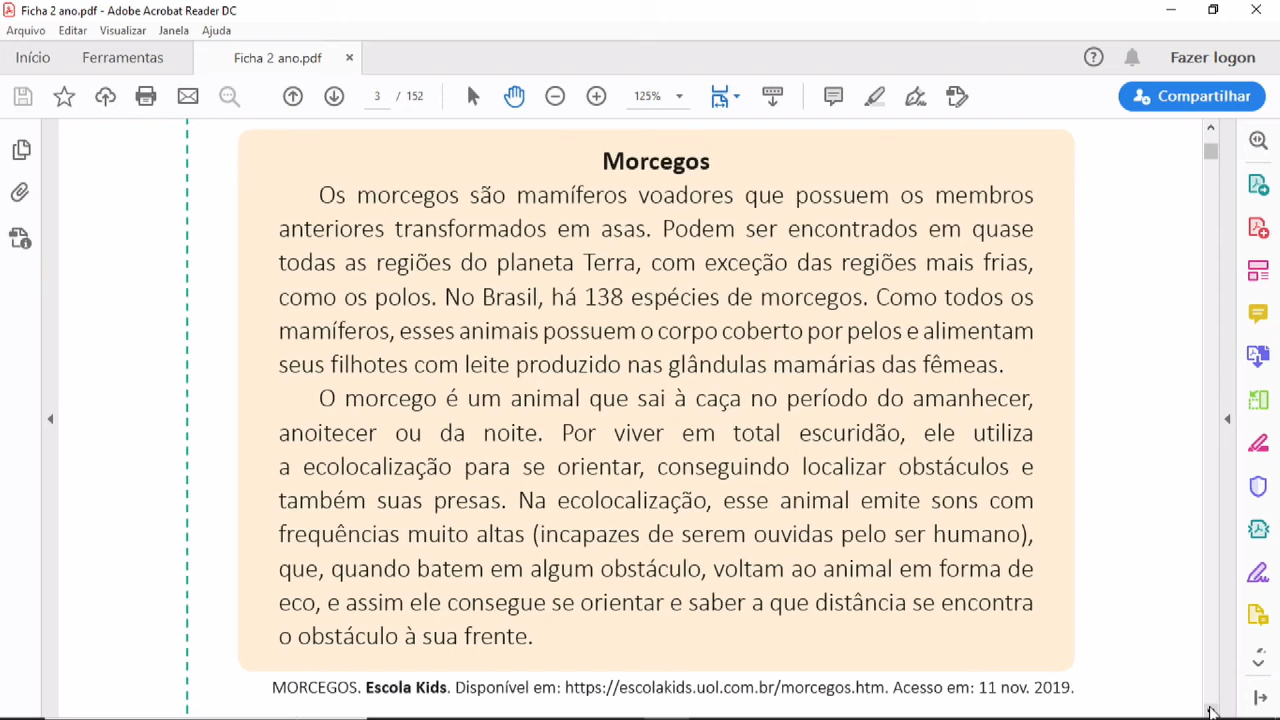 Ficha 2 ano.pdf - Adobe Acrobat Reader DC
Arquivo Editar Visualizar Janela Ajuda
Início Ferramentas Ficha 2 ano.pdf × Fazer logon
3 / 152 125% Compartilhar
Morcegos
Os morcegos são mamíferos voadores que possuem os membros
anteriores transformados em asas. Podem ser encontrados em quase
todas as regiões do planeta Terra, com exceção das regiões mais frias,
como os polos. No Brasil, há 138 espécies de morcegos. Como todos os
mamíferos, esses animais possuem o corpo coberto por pelos e alimentam
seus filhotes com leite produzido nas glândulas mamárias das fêmeas.
O morcego é um animal que sai à caça no período do amanhecer,
anoitecer ou da noite. Por viver em total escuridão, ele utiliza
a ecolocalização para se orientar, conseguindo localizar obstáculos e
também suas presas. Na ecolocalização, esse animal emite sons com
frequências muito altas (incapazes de serem ouvidas pelo ser humano),
que, quando batem em algum obstáculo, voltam ao animal em forma de
eco, e assim ele consegue se orientar e saber a que distância se encontra
o obstáculo à sua frente.
MORCEGOS. Escola Kids. Disponível em: https://escolakids.uol.com.br/morcegos.htm. Acesso em: 11 nov. 2019.